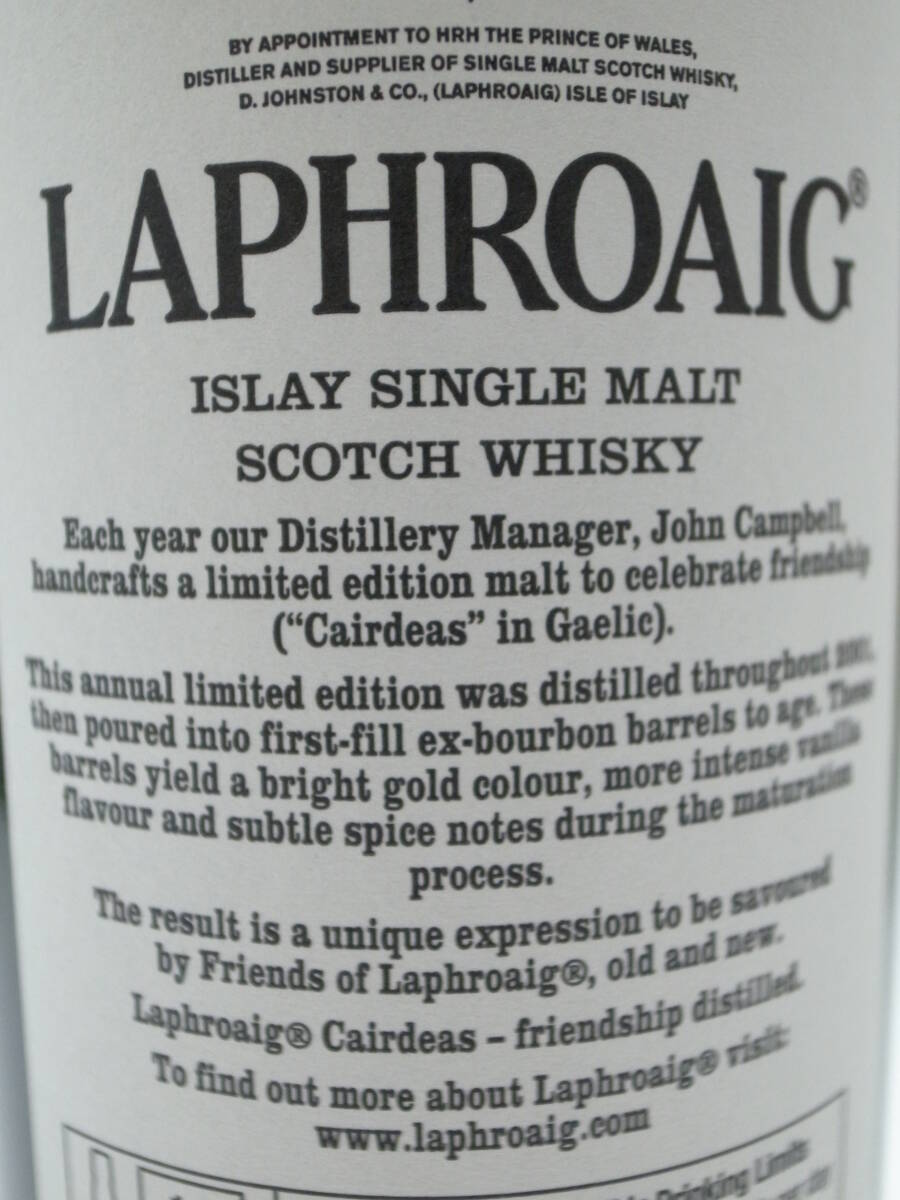 BY APPOINTMENT TO HRH THE PRINCE OF WALES,
DISTILLER AND SUPPLIER OF SINGLE MALT SCOTCH WHISKY,
D. JOHNSTON & CO., (LAPHROAIG) ISLE OF ISLAY
LAPHROAIG®
ISLAY SINGLE MALT
SCOTCH WHISKY
Each year our Distillery Manager, John Campbell,
handcrafts a limited edition malt to celebrate friendship
(“Cairdeas” in Gaelic).
This annual limited edition was distilled throughout
then poured into first-fill ex-bourbon barrels to age. These
barrels yield a bright gold colour, more intense vanilla
flavour and subtle spice notes during the maturation
process.
The result is a unique expression to be savoured
by Friends of Laphroaig®, old and new.
Laphroaig® Cairdeas – friendship distilled.
To find out more about Laphroaig® visit:
www.laphroaig.com
Drinking Limits